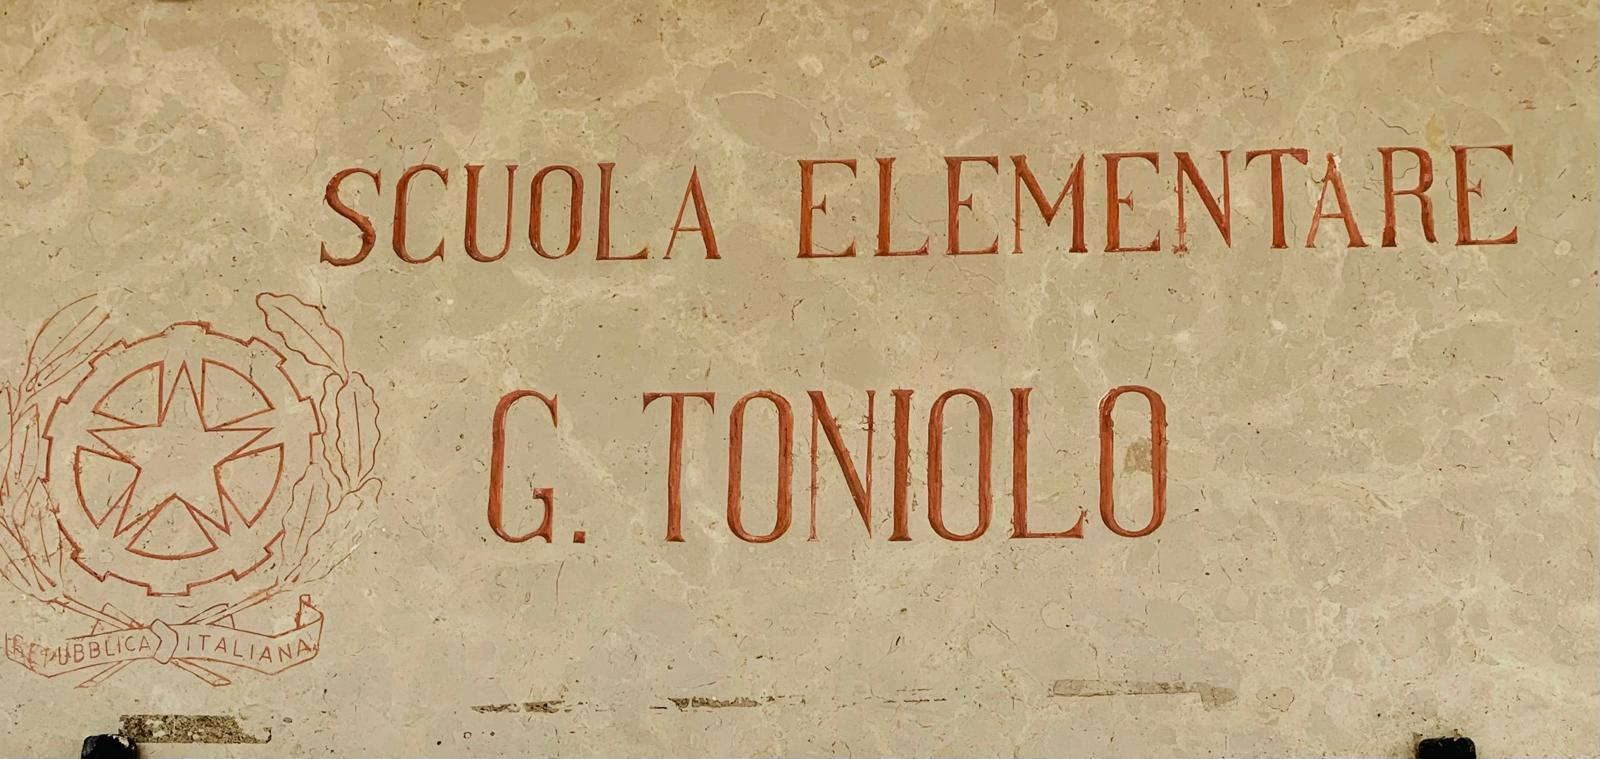 SCUOLA ELEMENTARE
G. TONIOLO
REPUBBLICA ITALIANA